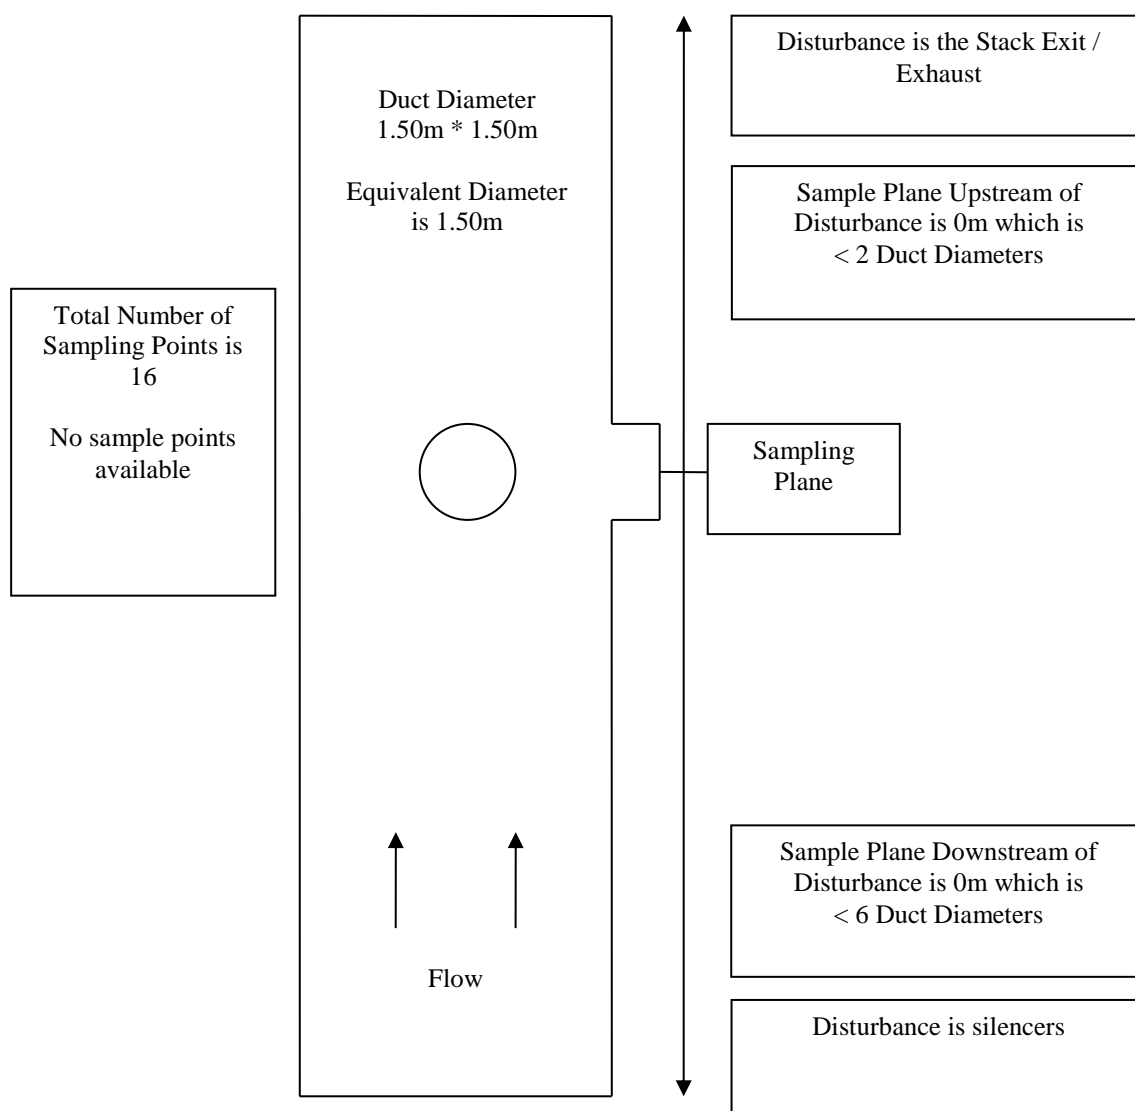 Disturbance is the Stack Exit /
Exhaust
Duct Diameter
1.50m * 1.50m
Equivalent Diameter
is 1.50m
Sample Plane Upstream of
Disturbance is 0m which is
< 2 Duct Diameters
Total Number of
Sampling Points is
16
No sample points
available
Sampling
Plane
Sample Plane Downstream of
Disturbance is 0m which is
< 6 Duct Diameters
Flow
Disturbance is silencers